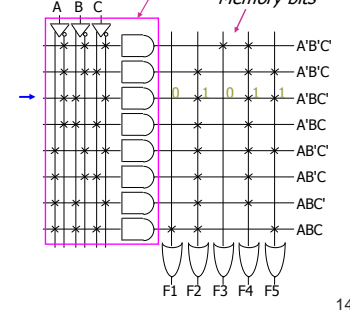 Memory bits
A B C
A'B'C'
A'B'C
0 1 0 1 1
A'BC'
A'BC
AB'C'
AB'C
ABC'
ABC
F1 F2 F3 F4 F5
14